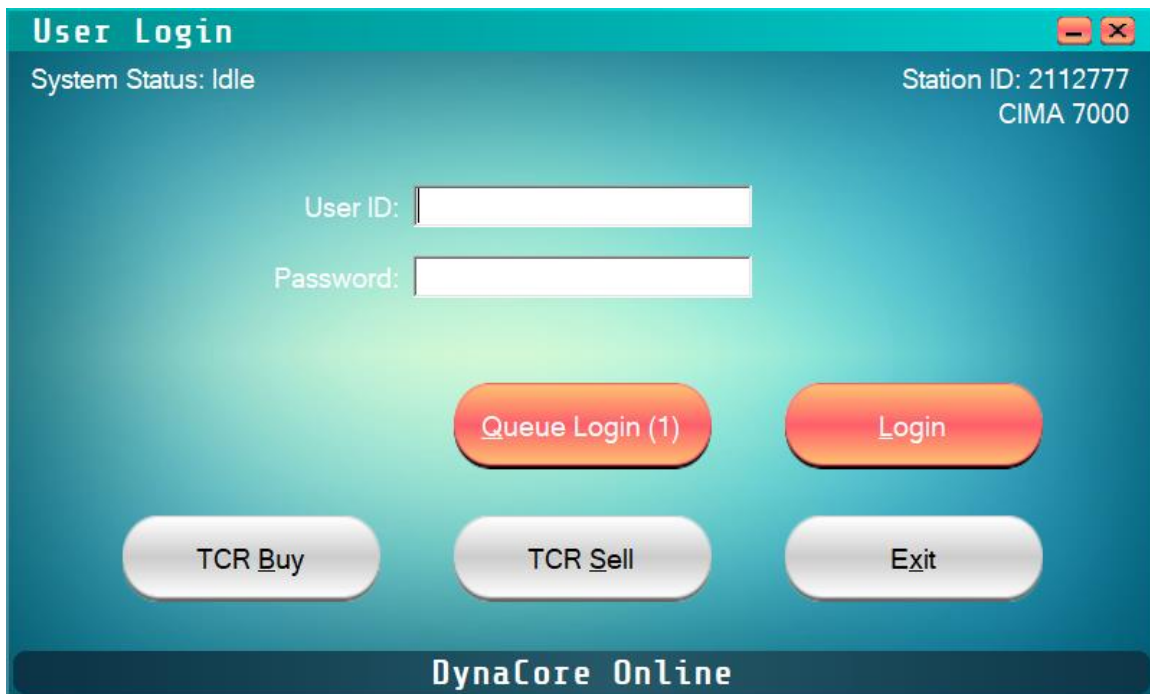 User Login
System Status: Idle
Station ID: 2112777
CIMA 7000
User ID:
Password:
Queue Login (1)
Login
TCR Buy
TCR Sell
Exit
DynaCore Online